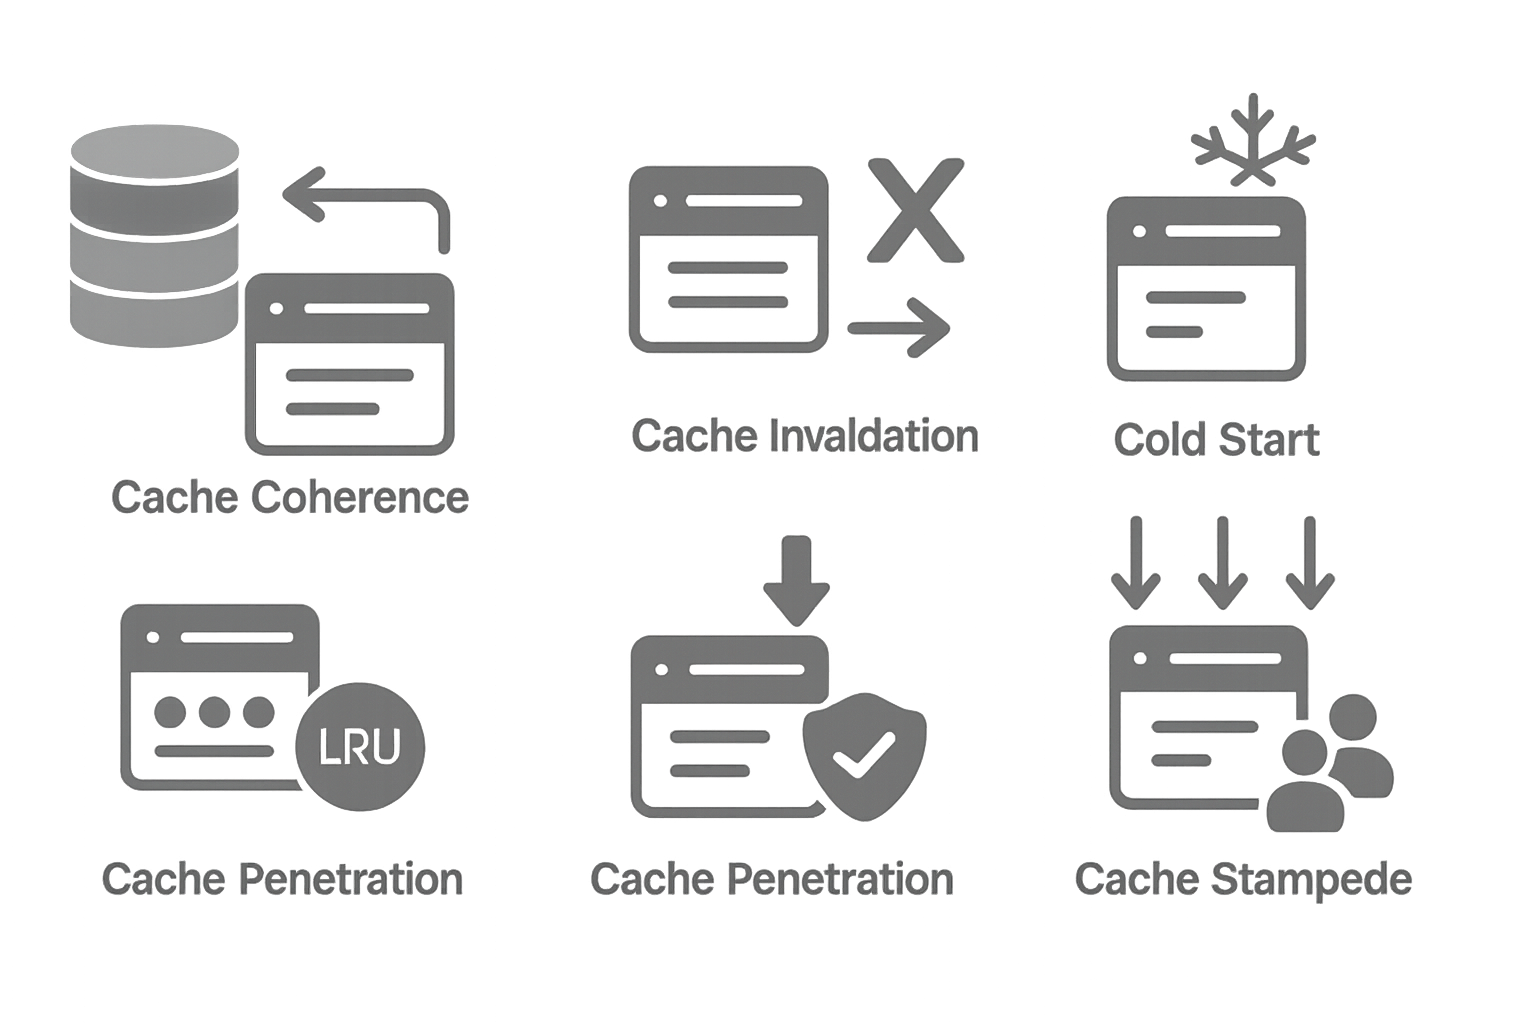 Cache Coherence
Cache Invaldation
Cold Start
LRU
Cache Penetration
Cache Penetration
Cache Stampede